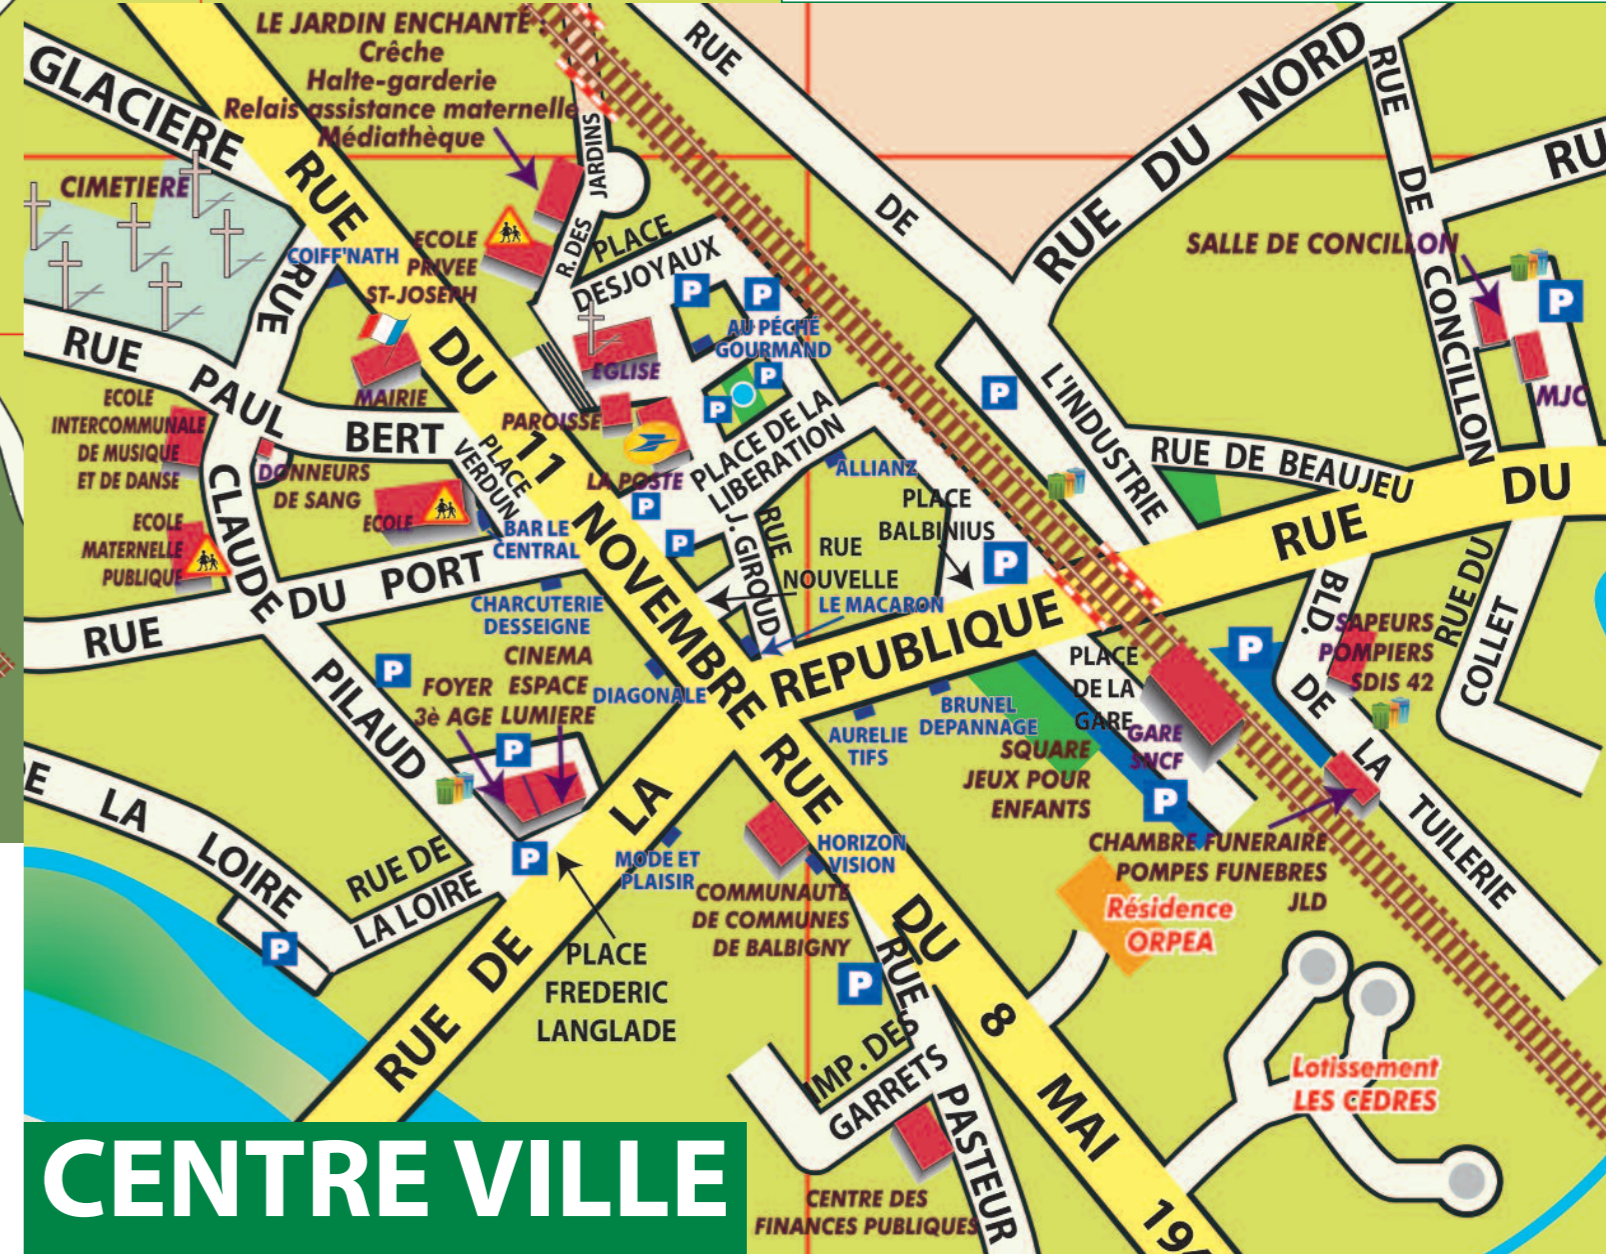 LE JARDIN ENCHANTÉ
Crêche
Halte-garderie
Relais assistance maternelle
Médiathèque
GLACIERE
RUE
CIMETIERE
COIFF'NATH
ECOLE
PRIVEE
ST-JOSEPH
R.DES JARDINS
PLACE
DESJOYAUX
P
P
RUE
DE
L'INDUSTRIE
RUE DU NORD
RUE DE CONCILLON
RU
SALLE DE CONCILLON
P
MJC
RUE DU 11 NOVEMBRE
RUE PAUL BERT
MAIRIE
EGLISE
PAROISSE
LA POSTE
AU PÉCHÉ
GOURMAND
P
P
P
P
P
PLACE DE LA
LIBERATION
ALLIANZ
ECOLE
INTERCOMMUNALE
DE MUSIQUE
ET DE DANSE
DONNEURS
DE SANG
ECOLE
PLACE
VERDUN
BAR LE
CENTRAL
ECOLE
MATERNELLE
PUBLIQUE
CLAUDE PILAUD
RUE DU PORT
CHARCUTERIE
DESSEIGNE
RUE
J. GIROUD
RUE
NOUVELLE
LE MACARON
PLACE
BALBINIUS
P
RUE DE BEAUJEU
RUE DU
RUE DE LA REPUBLIQUE
P
FOYER
3è AGE
CINEMA
ESPACE
LUMIERE
P
DIAGONALE
AURELIE
TIFS
BRUNEL
DEPANNAGE
PLACE
DE LA
GARE
GARE
SNCF
P
P
SQUARE
JEUX POUR
ENFANTS
BLD. DE LA TUILERIE
SAPEURS
POMPIERS
SDIS 42
RUE DU
COLLET
CHAMBRE FUNERAIRE
POMPES FUNEBRES
JLD
DE LA LOIRE
RUE DE
LA LOIRE
P
P
PLACE
FREDERIC
LANGLADE
MODE ET
PLAISIR
HORIZON
VISION
COMMUNAUTE
DE COMMUNES
DE BALBIGNY
P
Résidence
ORPEA
RUE DU 8 MAI 194
RUE PASTEUR
IMP. DES
GARRETS
Lotissement
LES CEDRES
CENTRE DES
FINANCES PUBLIQUES
CENTRE VILLE